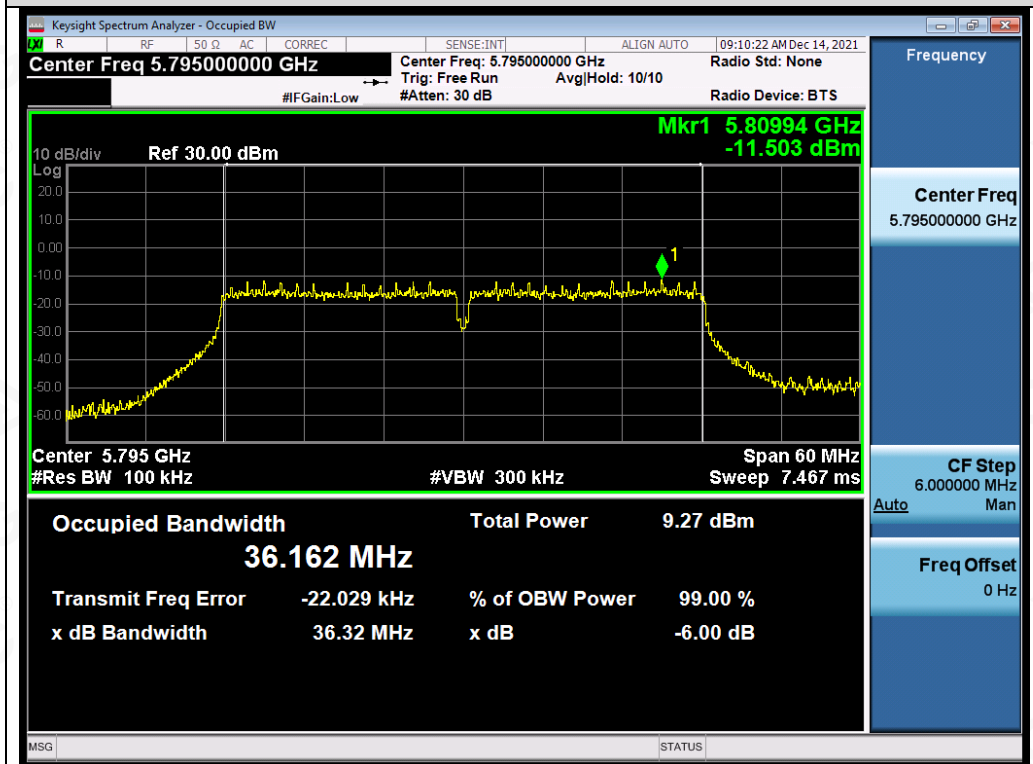 Keysight Spectrum Analyzer - Occupied BW
LXI R RF 50 Ω AC CORREC SENSE:INT ALIGN AUTO 09:10:22 AM Dec 14, 2021
Center Freq 5.795000000 GHz Center Freq: 5.795000000 GHz Radio Std: None
Trig: Free Run Avg|Hold: 10/10
#IFGain:Low #Atten: 30 dB Radio Device: BTS
Frequency
Mkr1 5.80994 GHz
-11.503 dBm
10 dB/div Ref 30.00 dBm
Log
20.0
10.0
0.00
-10.0
-20.0
-30.0
-40.0
-50.0
-60.0
1
Center 5.795 GHz Span 60 MHz
#Res BW 100 kHz #VBW 300 kHz Sweep 7.467 ms
Center Freq
5.795000000 GHz
CF Step
6.000000 MHz
Auto Man
Freq Offset
0 Hz
Occupied Bandwidth Total Power 9.27 dBm
36.162 MHz
Transmit Freq Error -22.029 kHz % of OBW Power 99.00 %
x dB Bandwidth 36.32 MHz x dB -6.00 dB
MSG STATUS